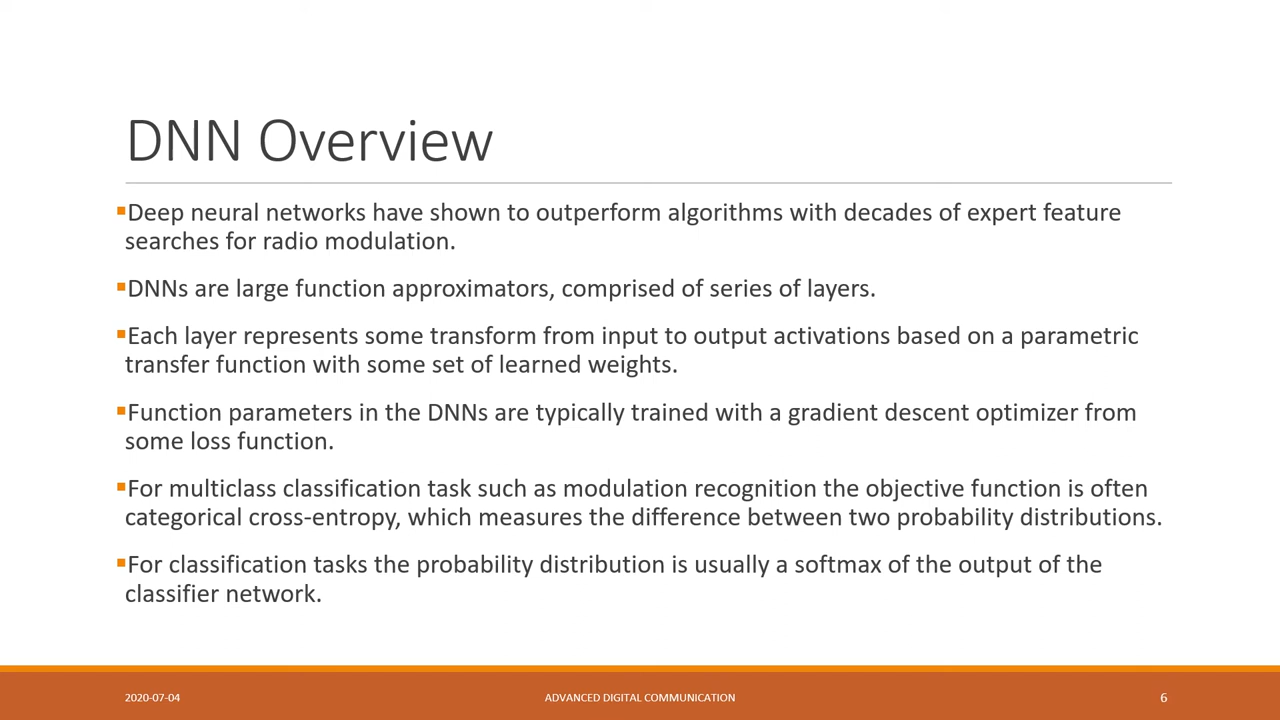 DNN Overview
▪Deep neural networks have shown to outperform algorithms with decades of expert feature
searches for radio modulation.
▪DNNs are large function approximators, comprised of series of layers.
▪Each layer represents some transform from input to output activations based on a parametric
transfer function with some set of learned weights.
▪Function parameters in the DNNs are typically trained with a gradient descent optimizer from
some loss function.
▪For multiclass classification task such as modulation recognition the objective function is often
categorical cross-entropy, which measures the difference between two probability distributions.
▪For classification tasks the probability distribution is usually a softmax of the output of the
classifier network.
2020-07-04 ADVANCED DIGITAL COMMUNICATION 6